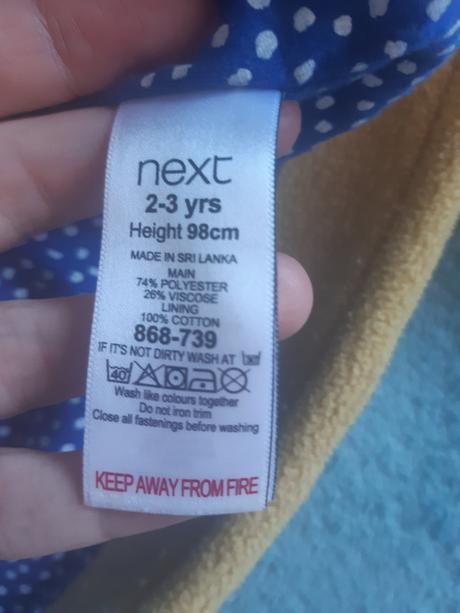 next
2-3 yrs
Height 98cm
MADE IN SRI LANKA
MAIN
74% POLYESTER
26% VISCOSE
LINING
100% COTTON
868-739
IF IT'S NOT DIRTY WASH AT
40
Wash like colours together
Do not iron trim
Close all fastenings before washing
KEEP AWAY FROM FIRE